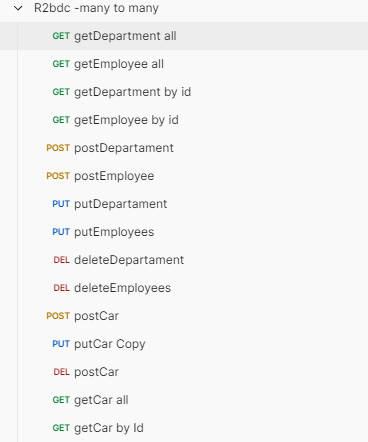 R2bdc -many to many
GET getDepartment all
GET getEmployee all
GET getDepartment by id
GET getEmployee by id
POST postDepartament
POST postEmployee
PUT putDepartament
PUT putEmployees
DEL deleteDepartament
DEL deleteEmployees
POST postCar
PUT putCar Copy
DEL postCar
GET getCar all
GET getCar by Id